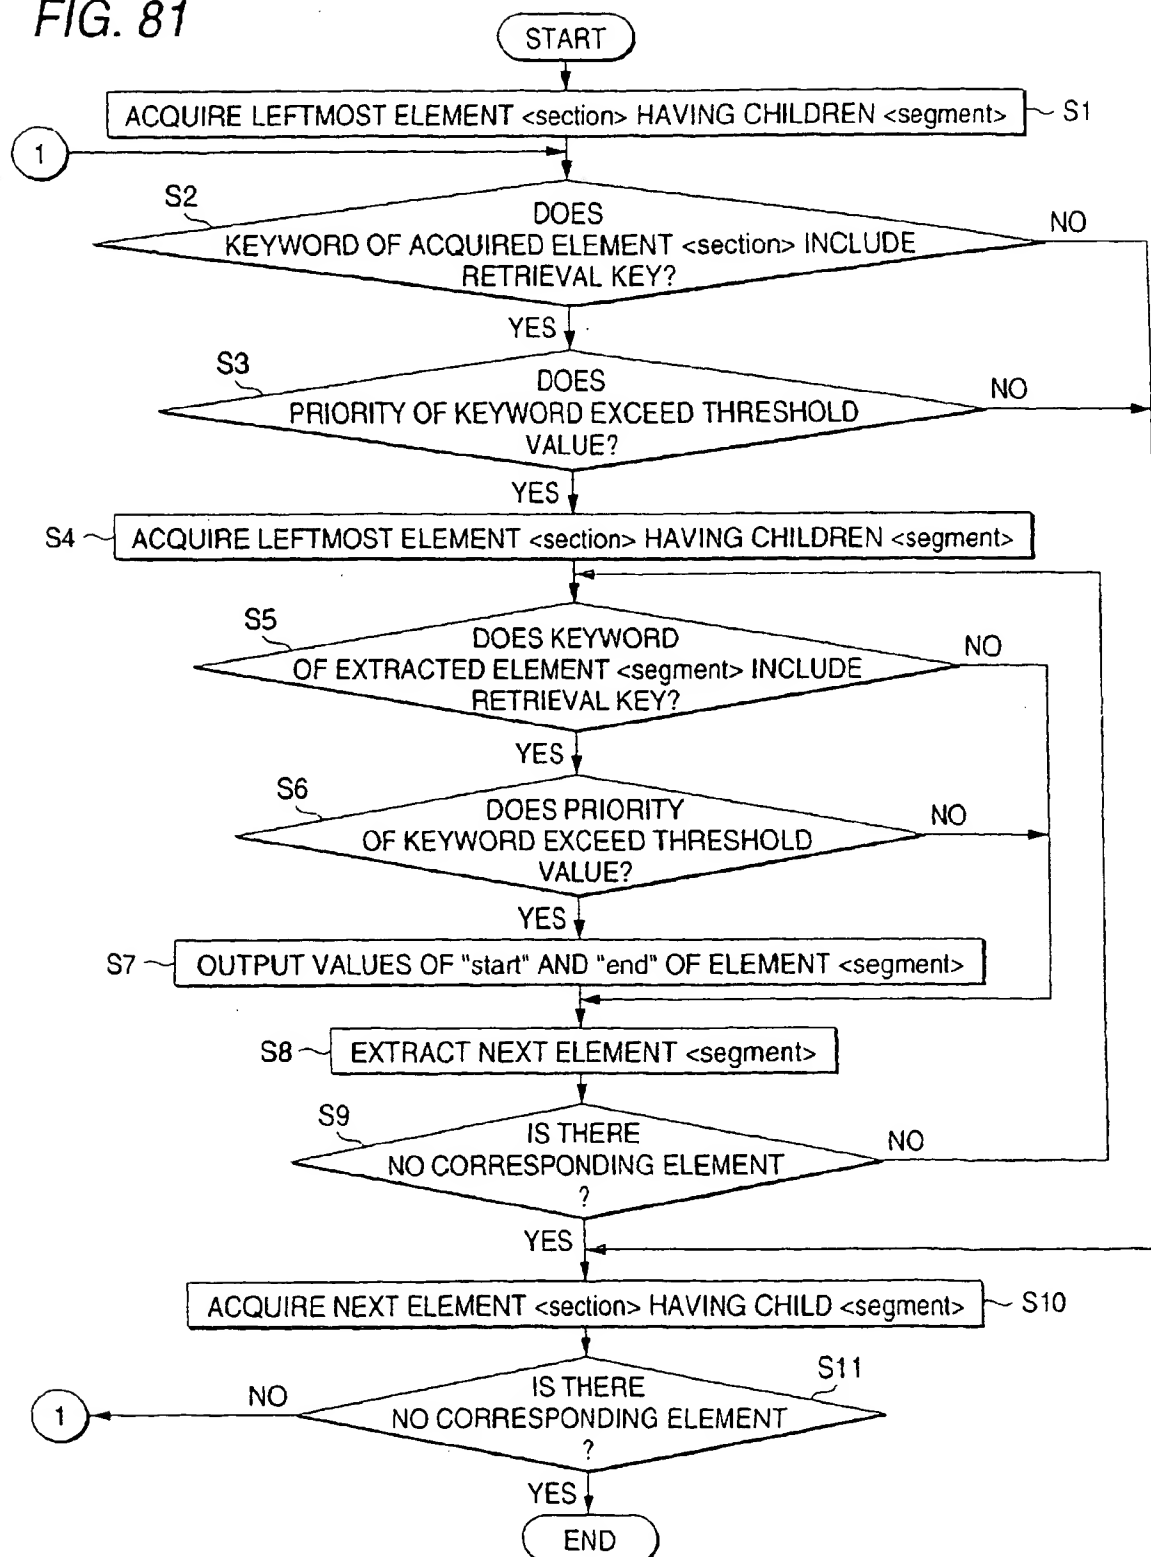 FIG. 81
START
ACQUIRE LEFTMOST ELEMENT <section> HAVING CHILDREN <segment>
S1
1
S2
DOES
KEYWORD OF ACQUIRED ELEMENT <section> INCLUDE
RETRIEVAL KEY?
NO
YES
S3
DOES
PRIORITY OF KEYWORD EXCEED THRESHOLD
VALUE?
NO
YES
S4
ACQUIRE LEFTMOST ELEMENT <section> HAVING CHILDREN <segment>
S5
DOES KEYWORD
OF EXTRACTED ELEMENT <segment> INCLUDE
RETRIEVAL KEY?
NO
YES
S6
DOES PRIORITY
OF KEYWORD EXCEED THRESHOLD
VALUE?
NO
YES
S7
OUTPUT VALUES OF "start" AND "end" OF ELEMENT <segment>
S8
EXTRACT NEXT ELEMENT <segment>
S9
IS THERE
NO CORRESPONDING ELEMENT
?
NO
YES
ACQUIRE NEXT ELEMENT <section> HAVING CHILD <segment>
S10
S11
IS THERE
NO CORRESPONDING ELEMENT
?
NO
1
YES
END